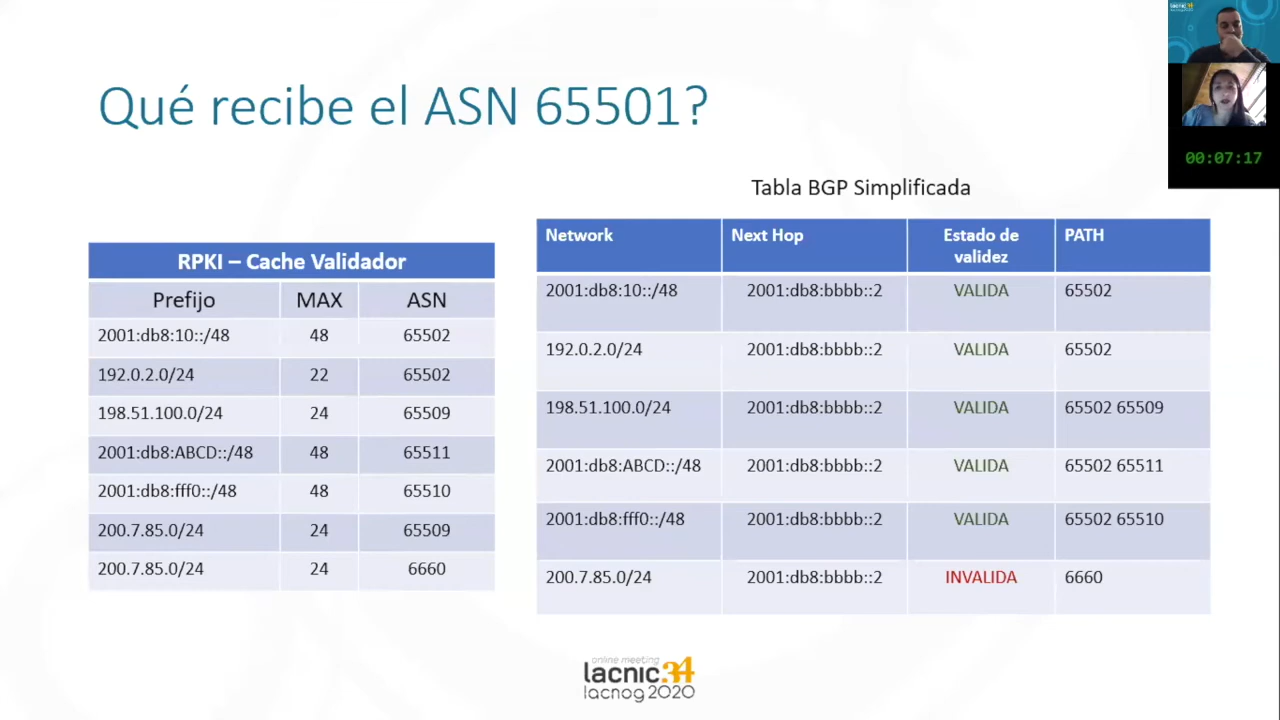 lacnic 34
Qué recibe el ASN 65501?
00:07:17
Tabla BGP Simplificada
RPKI – Cache Validador
Prefijo MAX ASN
2001:db8:10::/48 48 65502
192.0.2.0/24 22 65502
198.51.100.0/24 24 65509
2001:db8:ABCD::/48 48 65511
2001:db8:fff0::/48 48 65510
200.7.85.0/24 24 65509
200.7.85.0/24 24 6660
Network Next Hop Estado de validez PATH
2001:db8:10::/48 2001:db8:bbbb::2 VALIDA 65502
192.0.2.0/24 2001:db8:bbbb::2 VALIDA 65502
198.51.100.0/24 2001:db8:bbbb::2 VALIDA 65502 65509
2001:db8:ABCD::/48 2001:db8:bbbb::2 VALIDA 65502 65511
2001:db8:fff0::/48 2001:db8:bbbb::2 VALIDA 65502 65510
200.7.85.0/24 2001:db8:bbbb::2 INVALIDA 6660
online meeting
lacnic 34
lacnog 2020